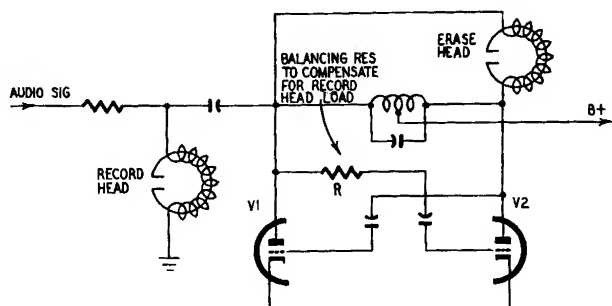 ERASE
HEAD
BALANCING RES
TO COMPENSATE
FOR RECORD
HEAD LOAD
AUDIO SIG
B+
RECORD
HEAD
R
V1
V2